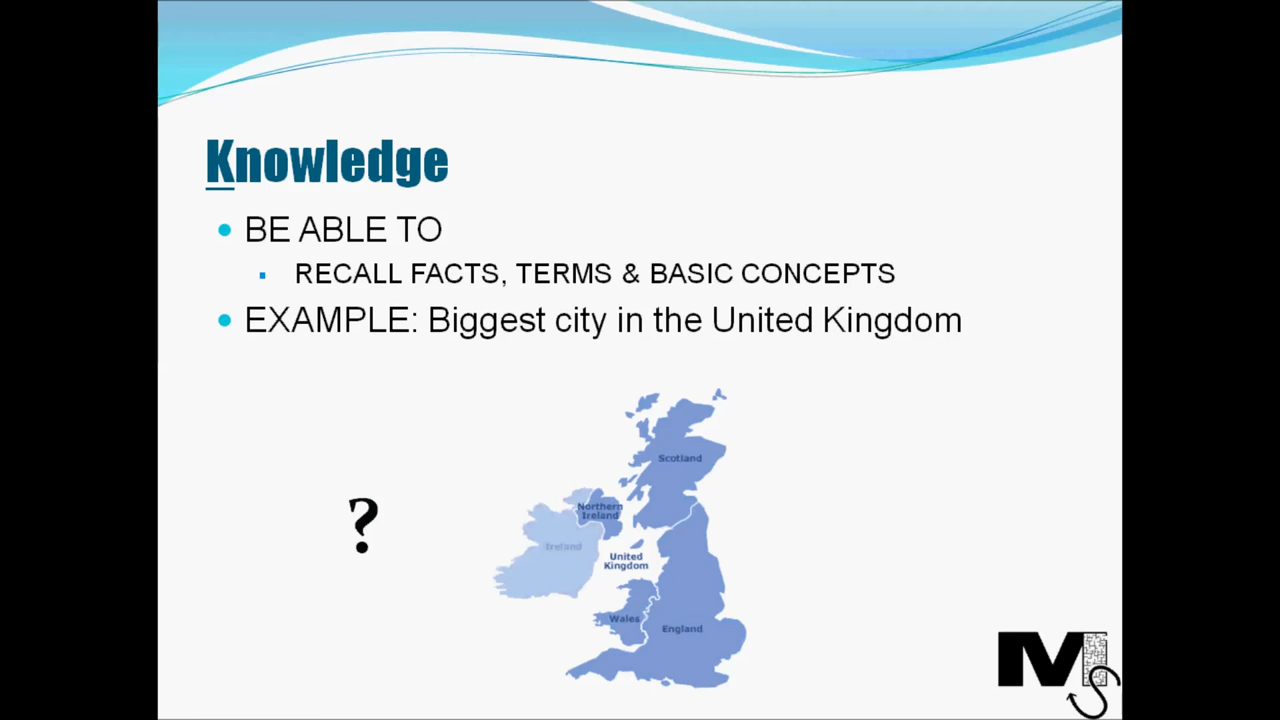 Knowledge
BE ABLE TO
RECALL FACTS, TERMS & BASIC CONCEPTS
EXAMPLE: Biggest city in the United Kingdom
Scotland
Northern
Ireland
?
Ireland
United
Kingdom
Wales
England
MIS